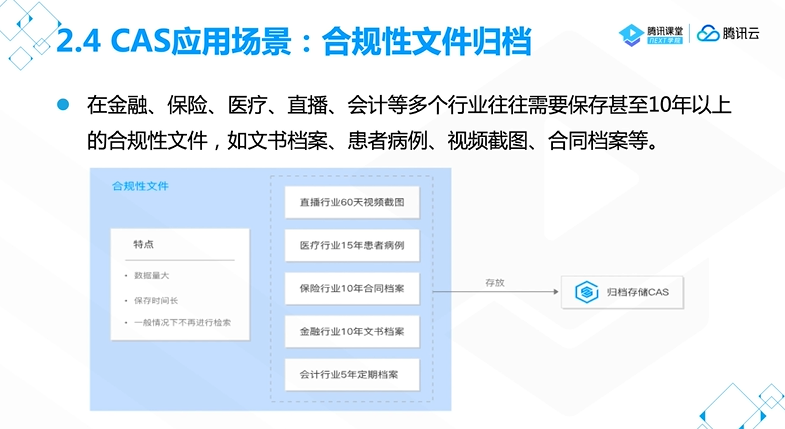 2.4 CAS应用场景：合规性文件归档
腾讯课堂
NEXT学院
腾讯云
在金融、保险、医疗、直播、会计等多个行业往往需要保存甚至10年以上
的合规性文件，如文书档案、患者病例、视频截图、合同档案等。
合规性文件
特点
数据量大
保存时间长
一般情况下不再进行检索
直播行业60天视频截图
医疗行业15年患者病例
保险行业10年合同档案
金融行业10年文书档案
会计行业5年定期档案
存放
归档存储CAS